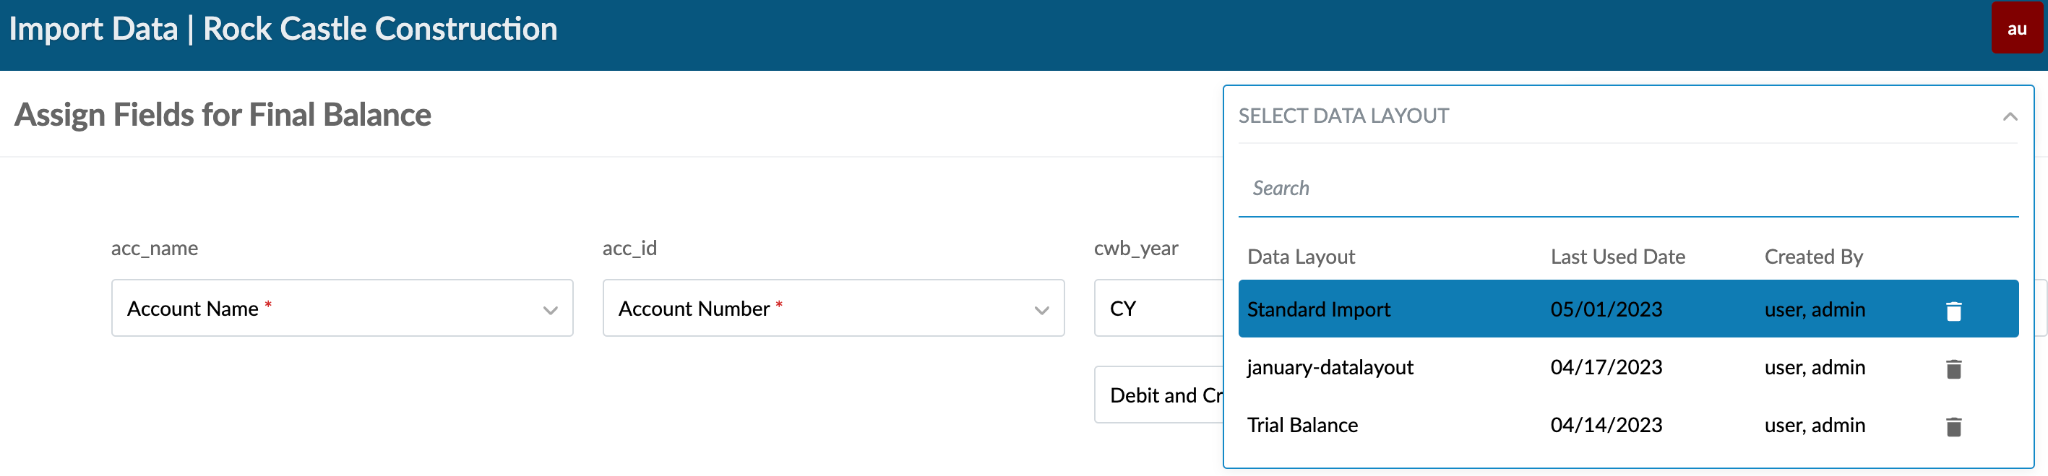 Import Data | Rock Castle Construction
au
Assign Fields for Final Balance
SELECT DATA LAYOUT
Search
acc_name
acc_id
cwb_year
Data Layout Last Used Date Created By
Account Name *
Account Number *
CY
Standard Import 05/01/2023 user, admin
january-datalayout 04/17/2023 user, admin
Debit and Cr
Trial Balance 04/14/2023 user, admin